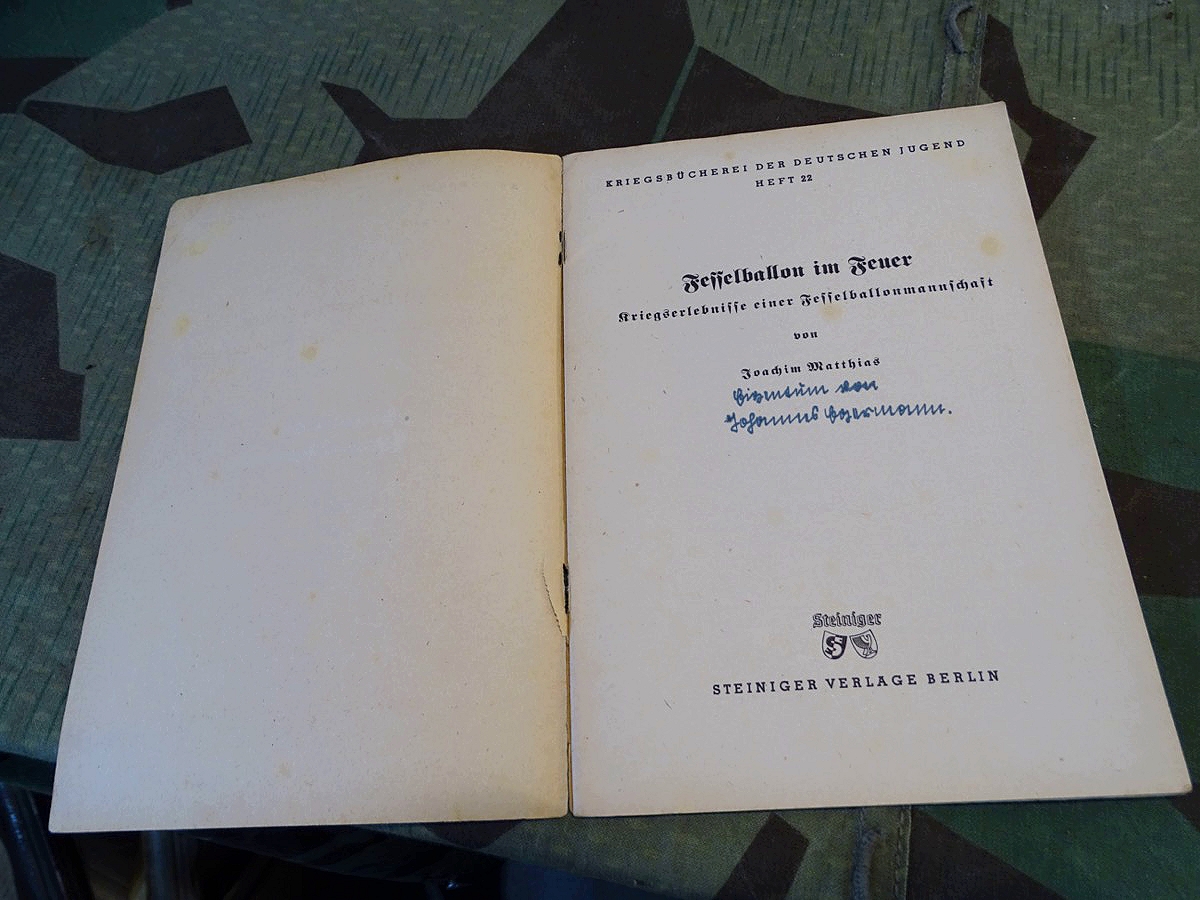 KRIEGSBÜCHEREI DER DEUTSCHEN JUGEND
HEFT 22
Fesselballon im Feuer
Kriegserlebnisse einer Fesselballonmannschaft
von
Joachim Matthias
Eigentum von
Johannes Egermann.
Steiniger
STEINIGER VERLAGE BERLIN